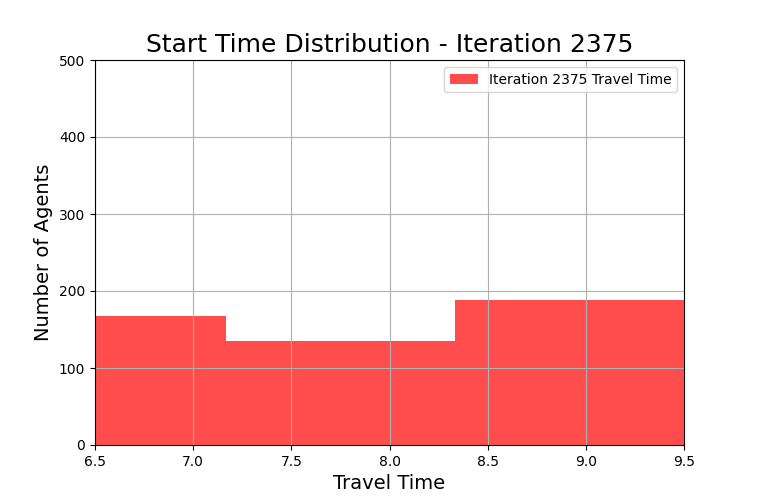 Start Time Distribution - Iteration 2375
Iteration 2375 Travel Time
Number of Agents
500
400
300
200
100
0
6.5 7.0 7.5 8.0 8.5 9.0 9.5
Travel Time